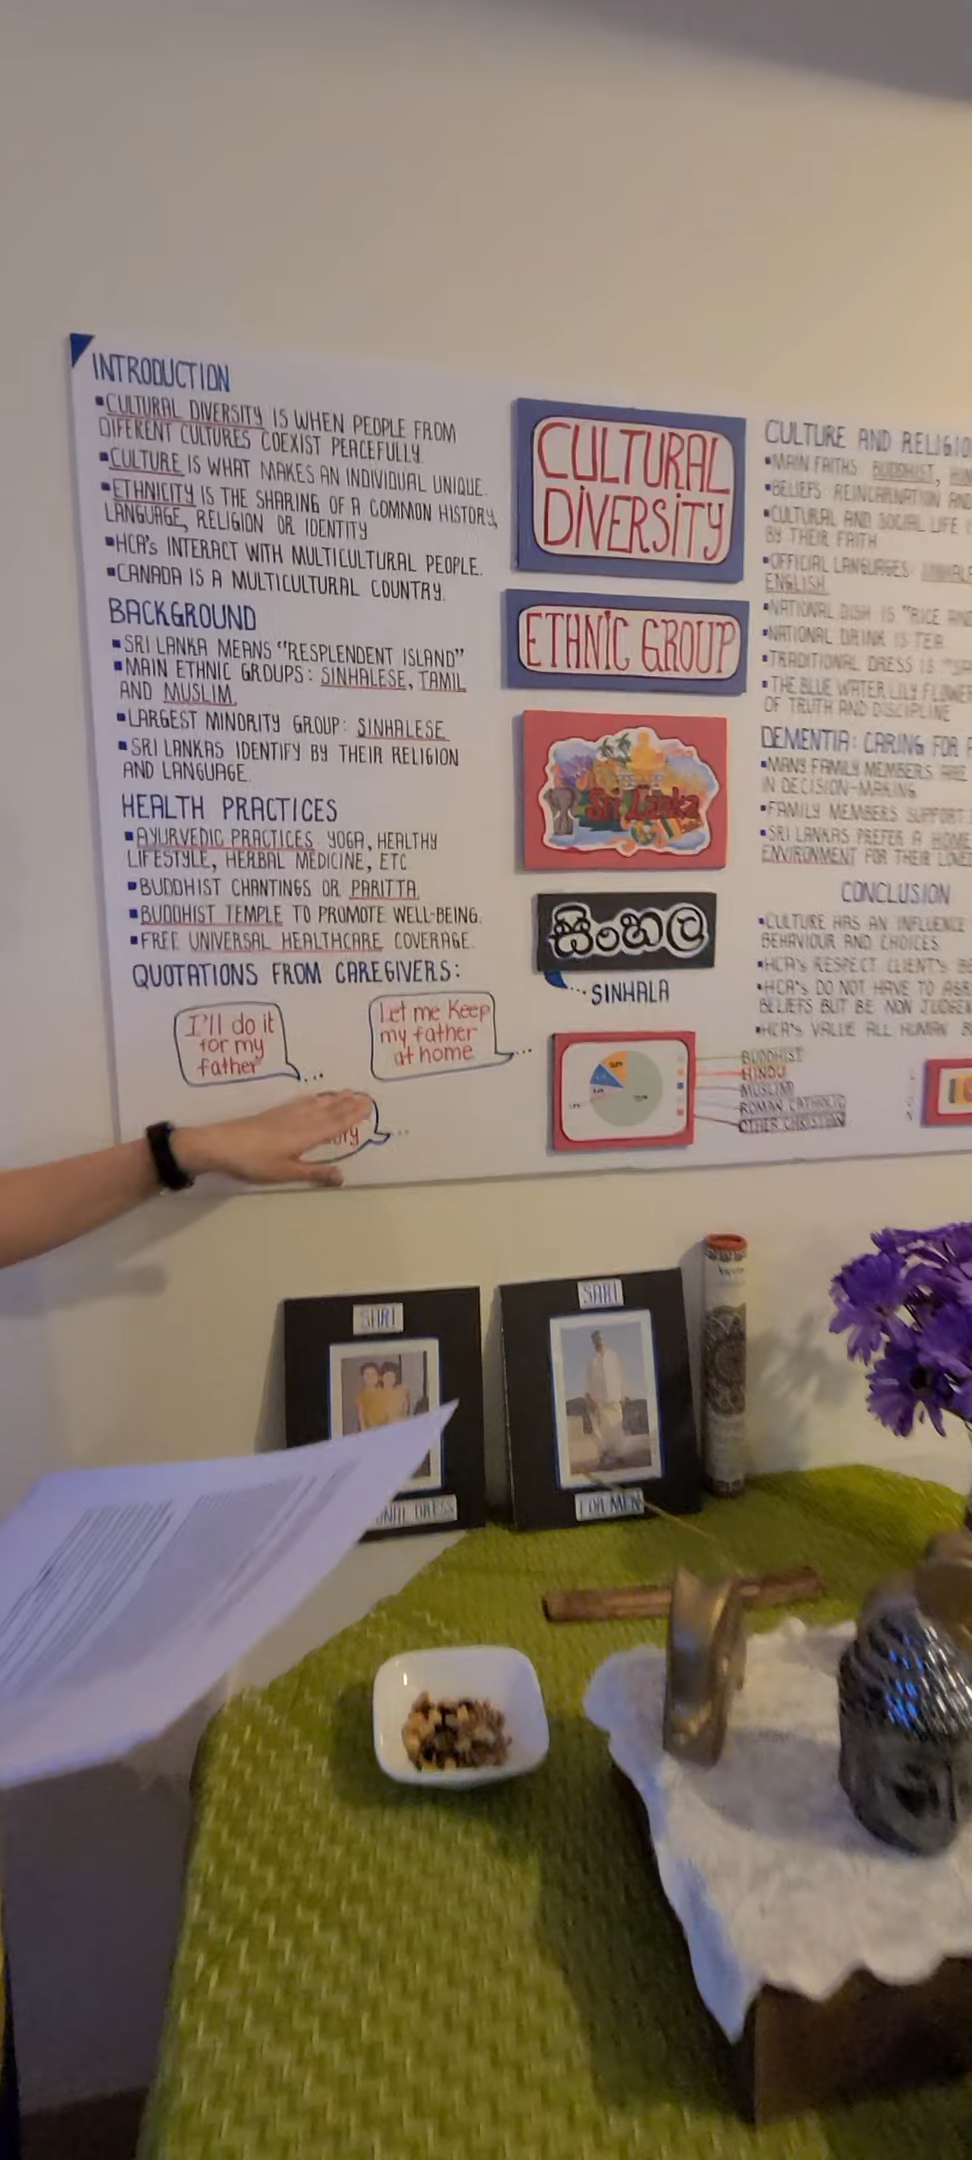 INTRODUCTION
▪CULTURAL DIVERSITY IS WHEN PEOPLE FROM
DIFERENT CULTURES COEXIST PEACEFULLY.
▪CULTURE IS WHAT MAKES AN INDIVIDUAL UNIQUE.
▪ETHNICITY IS THE SHARING OF A COMMON HISTORY,
LANGUAGE, RELIGION OR IDENTITY
▪HCA's INTERACT WITH MULTICULTURAL PEOPLE.
▪CANADA IS A MULTICULTURAL COUNTRY.
BACKGROUND
▪SRI LANKA MEANS "RESPLENDENT ISLAND"
▪MAIN ETHNIC GROUPS: SINHALESE, TAMIL
AND MUSLIM.
▪LARGEST MINORITY GROUP: SINHALESE
▪SRI LANKAS IDENTIFY BY THEIR RELIGION
AND LANGUAGE.
HEALTH PRACTICES
▪AYURVEDIC PRACTICES YOGA, HEALTHY
LIFESTYLE, HERBAL MEDICINE, ETC.
▪BUDDHIST CHANTINGS OR PARITTA.
▪BUDDHIST TEMPLE TO PROMOTE WELL-BEING.
▪FREE UNIVERSAL HEALTHCARE COVERAGE.
QUOTATIONS FROM CAREGIVERS:
I'll do it
for my
father
Let me Keep
my father
at home
CULTURAL
DIVERSITY
ETHNIC GROUP
Sri Lanka
සිංහල
SINHALA
BUDDHIST
HINDU
MUSLIM
ROMAN CATHOLIC
OTHER CHRISTIAN
CULTURE AND
▪MAIN FAITHS BUDDHIST,
▪BELIEFS REINCARNATION
▪CULTURAL AND SOCIAL LIFE
BY THEIR FAITH
▪OFFICIAL LANGUAGES:
ENGLISH.
▪NATIONAL DISH IS "RICE
▪NATIONAL DRINK IS TEA
▪TRADITIONAL DRESS IS
▪THE BLUE WATER LILY
OF TRUTH AND DISCIPLINE
DEMENTIA: CARING FOR
▪MANY FAMILY MEMBERS ARE
IN DECISION-MAKING
▪FAMILY MEMBERS SUPPORT
▪SRI LANKAS PREFER A
ENVIRONMENT FOR THEIR
CONCLUSION
▪CULTURE HAS AN INFLUENCE
BEHAVIOUR AND CHOICES
▪HCA's RESPECT CLIENT'S
▪HCA's DO NOT HAVE TO
BELIEFS BUT BE NON
▪HCA's VALUE ALL HUMAN
SARI
SARI
FOR MEN